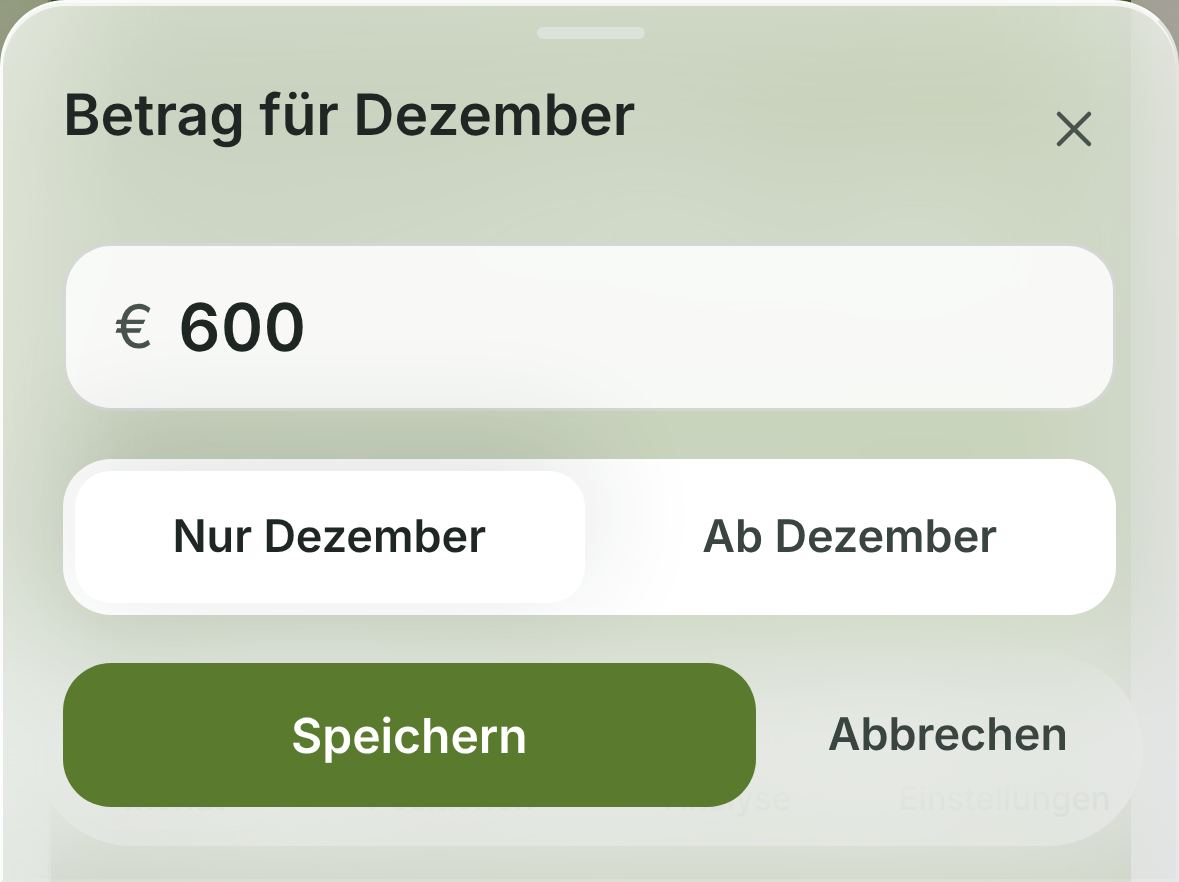 Betrag für Dezember
€ 600
Nur Dezember
Ab Dezember
Speichern
Abbrechen
Einstellungen